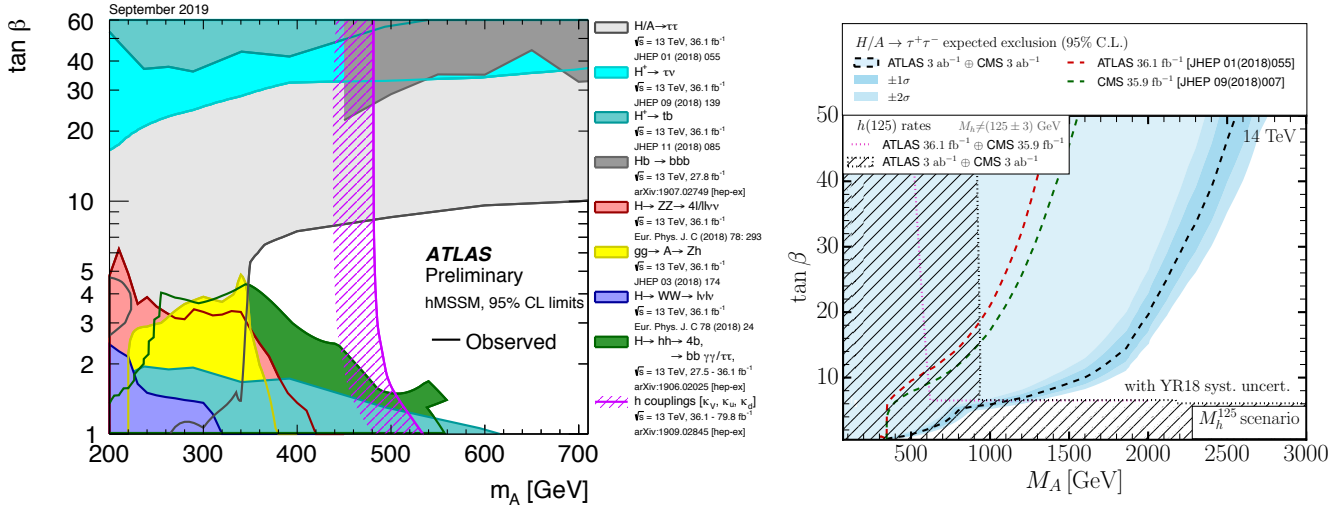 September 2019
tan β
60
50
40
30
20
10
5
4
3
2
1
200
300
400
500
600
700
m_A [GeV]
ATLAS
Preliminary
hMSSM, 95% CL limits
Observed
H/A→ττ
√s = 13 TeV, 36.1 fb⁻¹
JHEP 01 (2018) 055
H⁺→ τν
√s = 13 TeV, 36.1 fb⁻¹
JHEP 09 (2018) 139
H⁺→ tb
√s = 13 TeV, 36.1 fb⁻¹
JHEP 11 (2018) 085
Hb → bbb
√s = 13 TeV, 27.8 fb⁻¹
arXiv:1907.02749 [hep-ex]
H→ ZZ→ 4l/llνν
√s = 13 TeV, 36.1 fb⁻¹
Eur. Phys. J. C (2018) 78: 293
gg→ A→ Zh
√s = 13 TeV, 36.1 fb⁻¹
JHEP 03 (2018) 174
H→ WW→ lνlν
√s = 13 TeV, 36.1 fb⁻¹
Eur. Phys. J. C 78 (2018) 24
H→ hh→ 4b,
→ bb γγ/ττ,
√s = 13 TeV, 27.5 - 36.1 fb⁻¹
arXiv:1906.02025 [hep-ex]
h couplings [κ_V, κ_u, κ_d]
√s = 13 TeV, 36.1 - 79.8 fb⁻¹
arXiv:1909.02845 [hep-ex]
H/A → τ⁺τ⁻ expected exclusion (95% C.L.)
ATLAS 3 ab⁻¹ ⊕ CMS 3 ab⁻¹
±1σ
±2σ
ATLAS 36.1 fb⁻¹ [JHEP 01(2018)055]
CMS 35.9 fb⁻¹ [JHEP 09(2018)007]
h(125) rates M_h≠(125 ± 3) GeV
ATLAS 36.1 fb⁻¹ ⊕ CMS 35.9 fb⁻¹
ATLAS 3 ab⁻¹ ⊕ CMS 3 ab⁻¹
14 TeV
tan β
50
40
30
20
10
with YR18 syst. uncert.
M_h^125 scenario
500
1000
1500
2000
2500
3000
M_A [GeV]